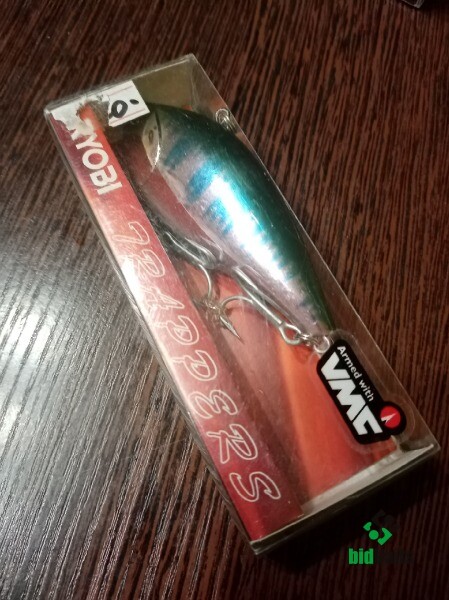 RYOBI
TRAPPERS
Armed with
VMC
bid